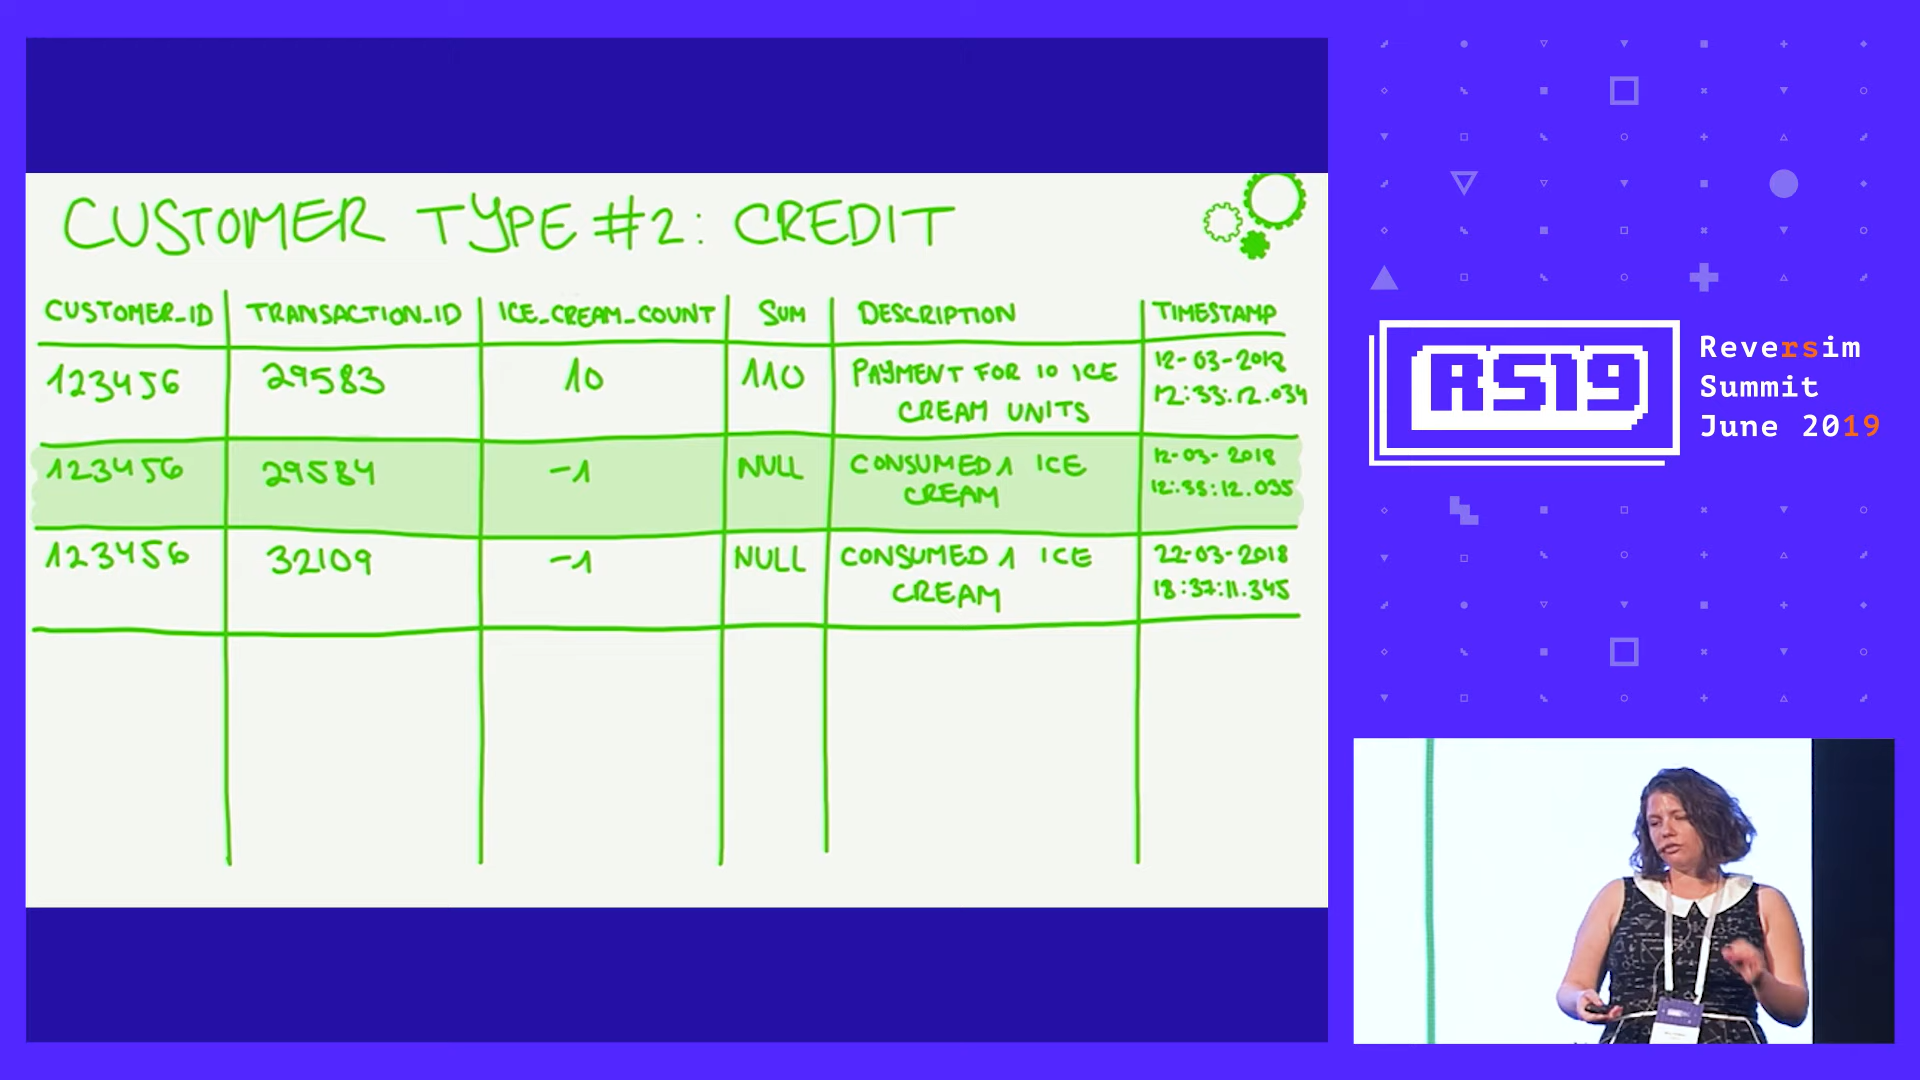 CUSTOMER TYPE #2: CREDIT
CUSTOMER_ID TRANSACTION_ID ICE_CREAM_COUNT SUM DESCRIPTION TIMESTAMP
123456 29583 10 110 PAYMENT FOR 10 ICE CREAM UNITS 12-03-2018 12:33:12.034
123456 29584 -1 NULL CONSUMED 1 ICE CREAM 12-03-2018 12:33:12.035
123456 32109 -1 NULL CONSUMED 1 ICE CREAM 22-03-2018 18:37:11.345
RS19
Reversim
Summit
June 2019